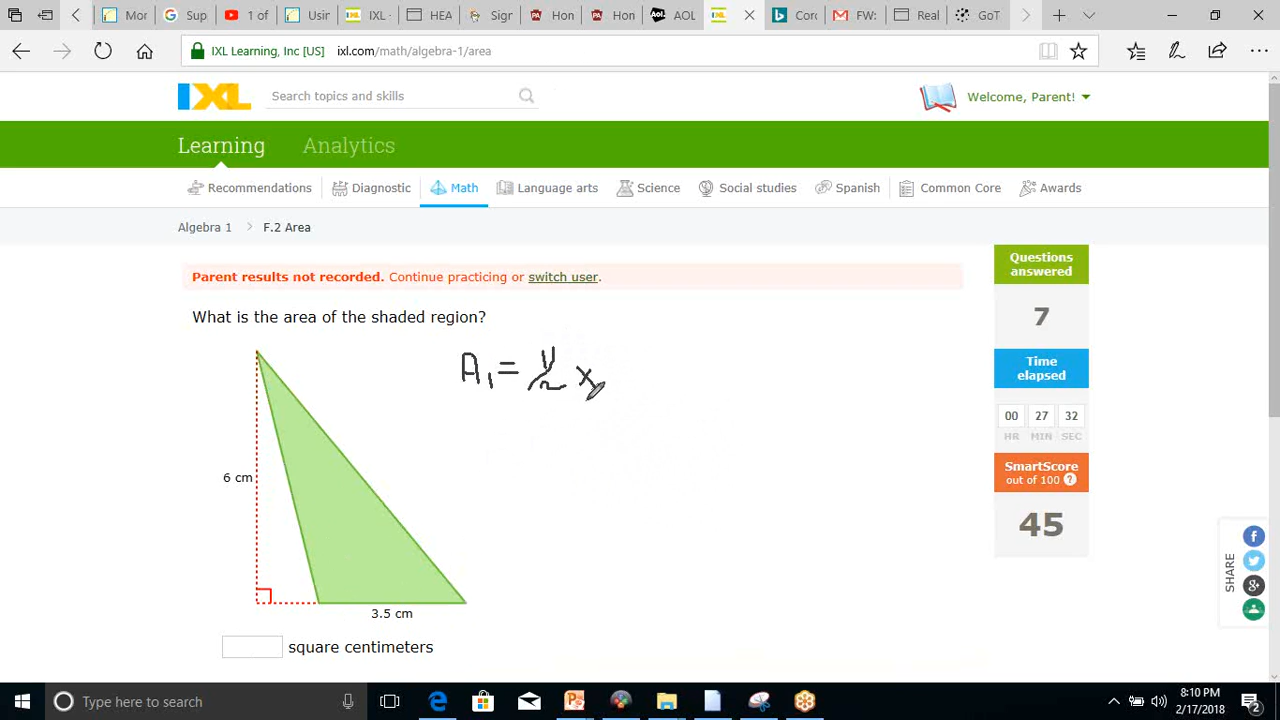 Mor
Sup
1 of
Usir
IXL -
HEA
Sign
Hon
Hon
Aol.
AOL
IXL
Corc
FW:
Real
GoT
IXL Learning, Inc [US]
ixl.com/math/algebra-1/area
IXL
Search topics and skills
Welcome, Parent!
Learning
Analytics
Recommendations
Diagnostic
Math
Language arts
Science
Social studies
Spanish
Common Core
Awards
Algebra 1 > F.2 Area
Parent results not recorded. Continue practicing or switch user.
What is the area of the shaded region?
A₁ =
6 cm
3.5 cm
square centimeters
Questions
answered
7
Time
elapsed
00 27 32
HR MIN SEC
SmartScore
out of 100 ?
45
SHARE
Type here to search
8:10 PM
2/17/2018
2